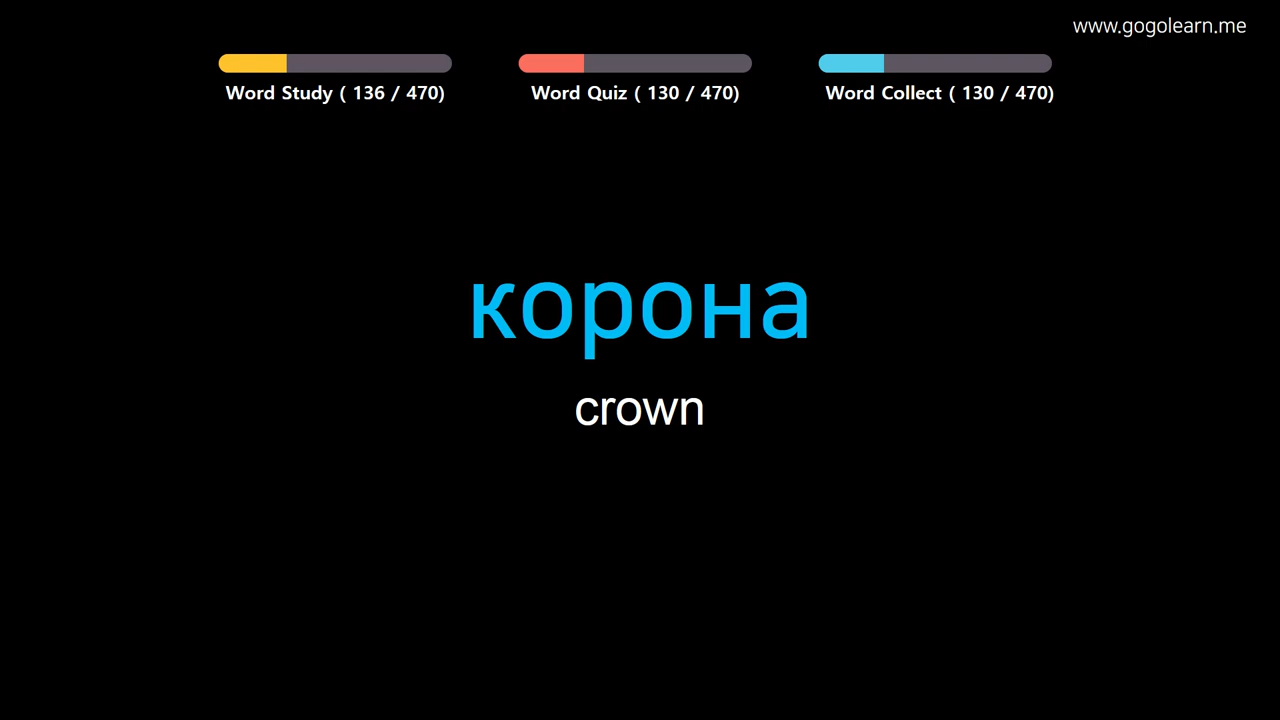 www.gogolearn.me
Word Study ( 136 / 470)
Word Quiz ( 130 / 470)
Word Collect ( 130 / 470)
корона
crown